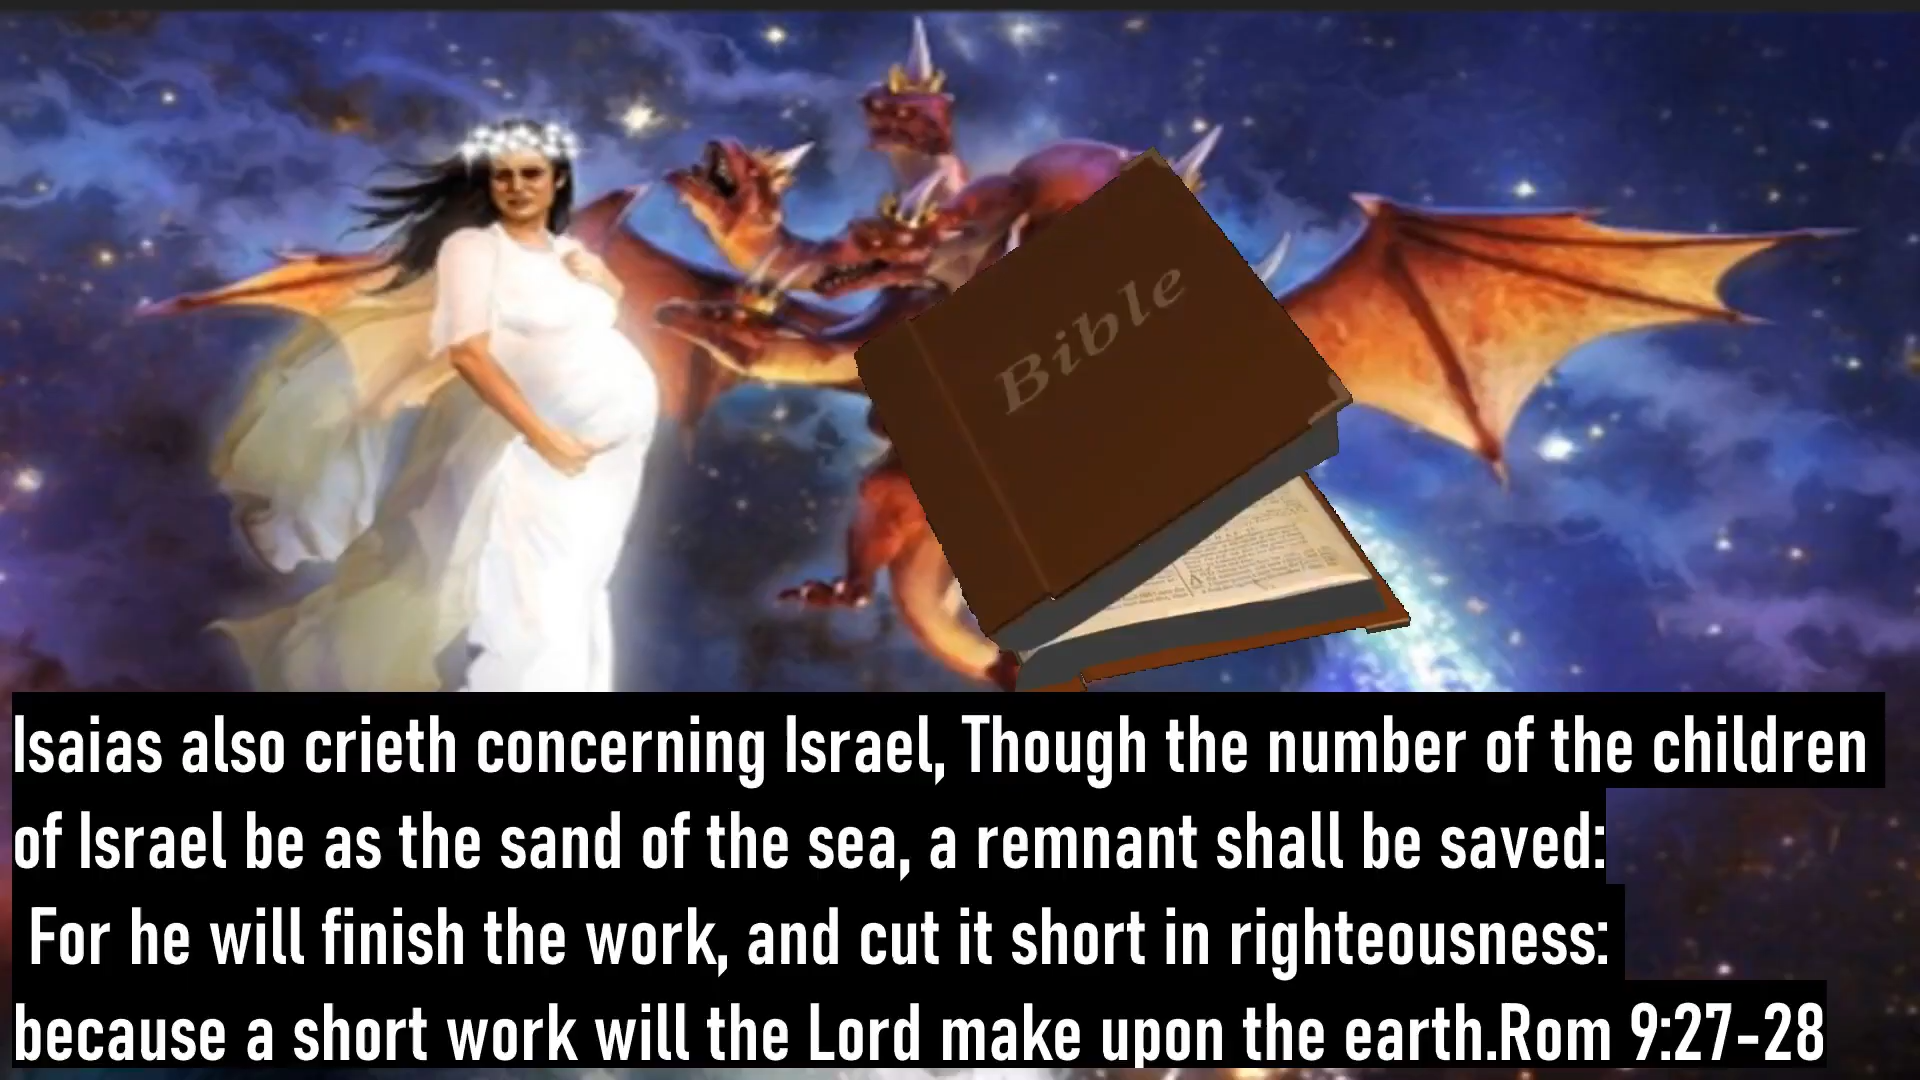 Bible
Isaias also crieth concerning Israel, Though the number of the children
of Israel be as the sand of the sea, a remnant shall be saved:
For he will finish the work, and cut it short in righteousness:
because a short work will the Lord make upon the earth.Rom 9:27-28